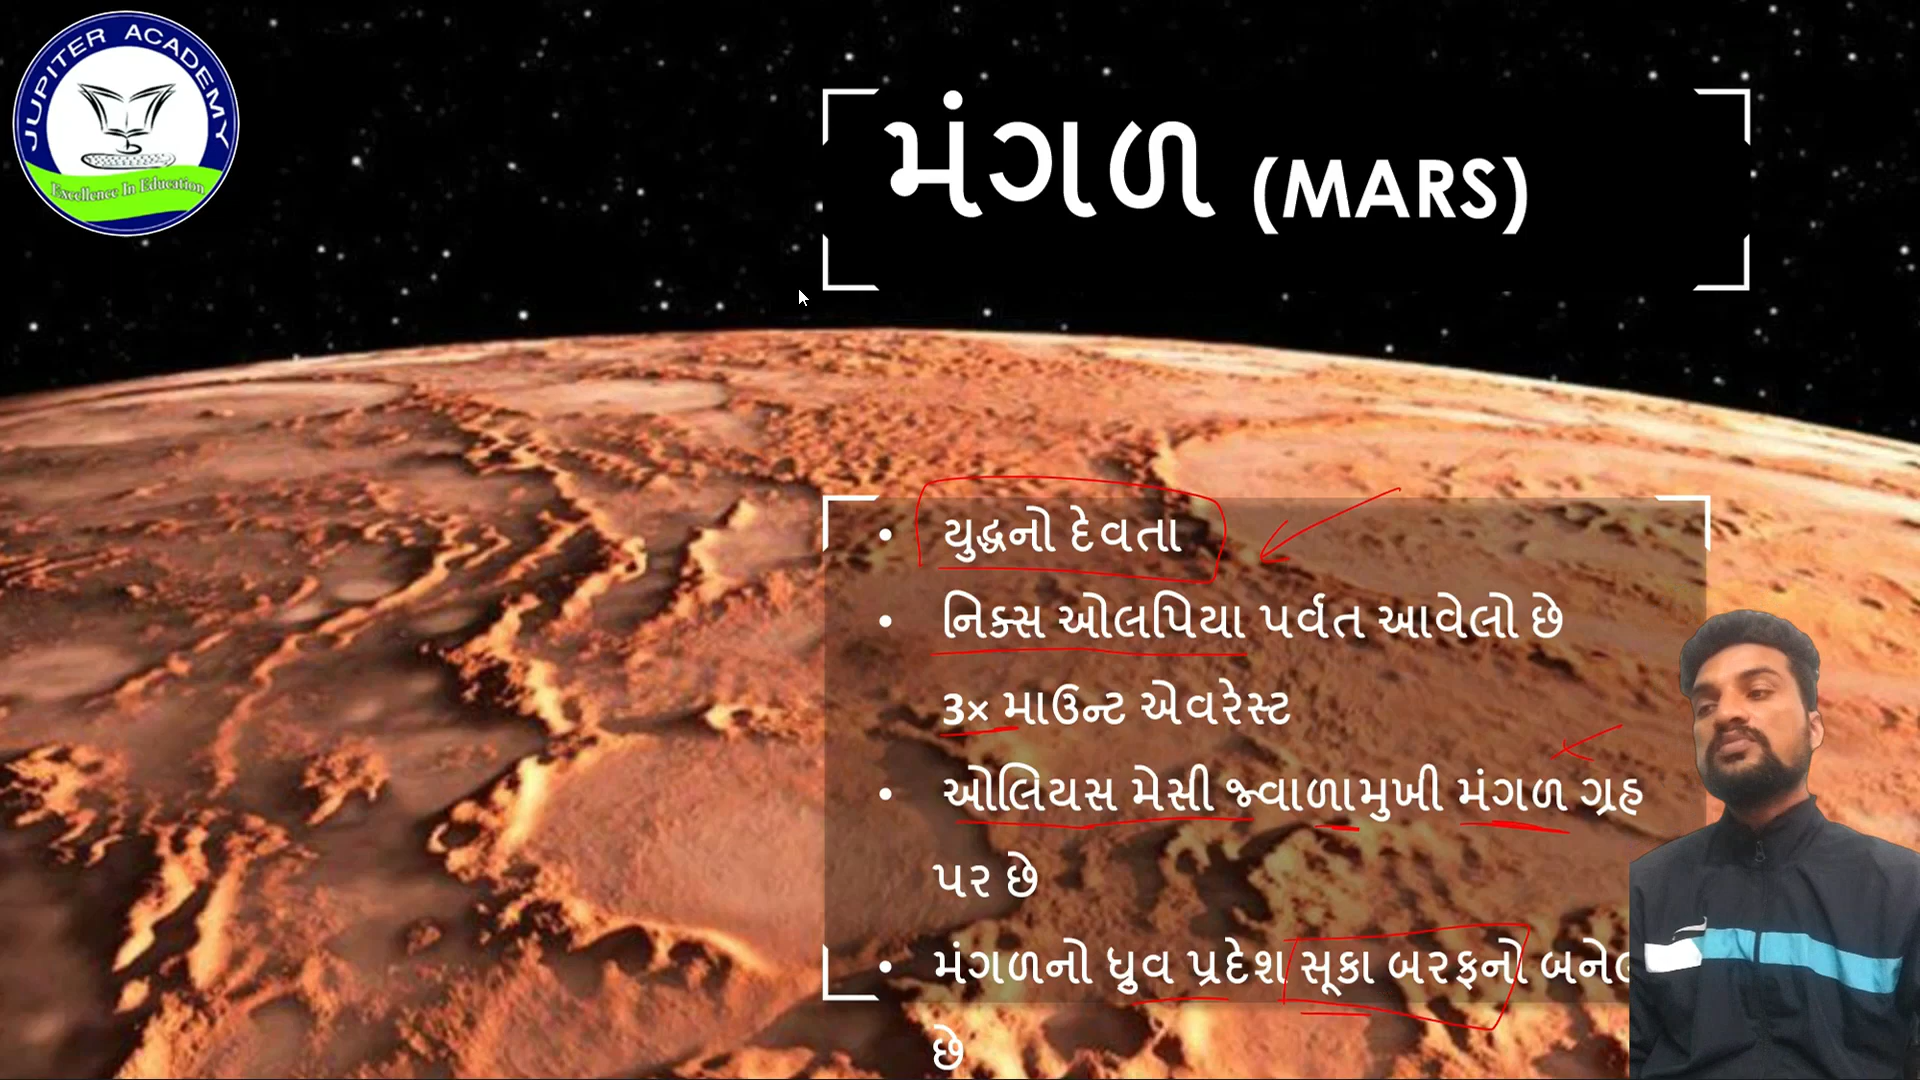 JUPITER ACADEMY
Excellence In Education
મંગળ (MARS)
• યુદ્ધનો દેવતા
• નિક્સ ઓલપિયા પર્વત આવેલો છે
3× માઉન્ટ એવરેસ્ટ
• ઓલિયસ મેસી જ્વાળામુખી મંગળ ગ્રહ
પર છે
• મંગળનો ધ્રુવ પ્રદેશ સૂકા બરફનો
છે